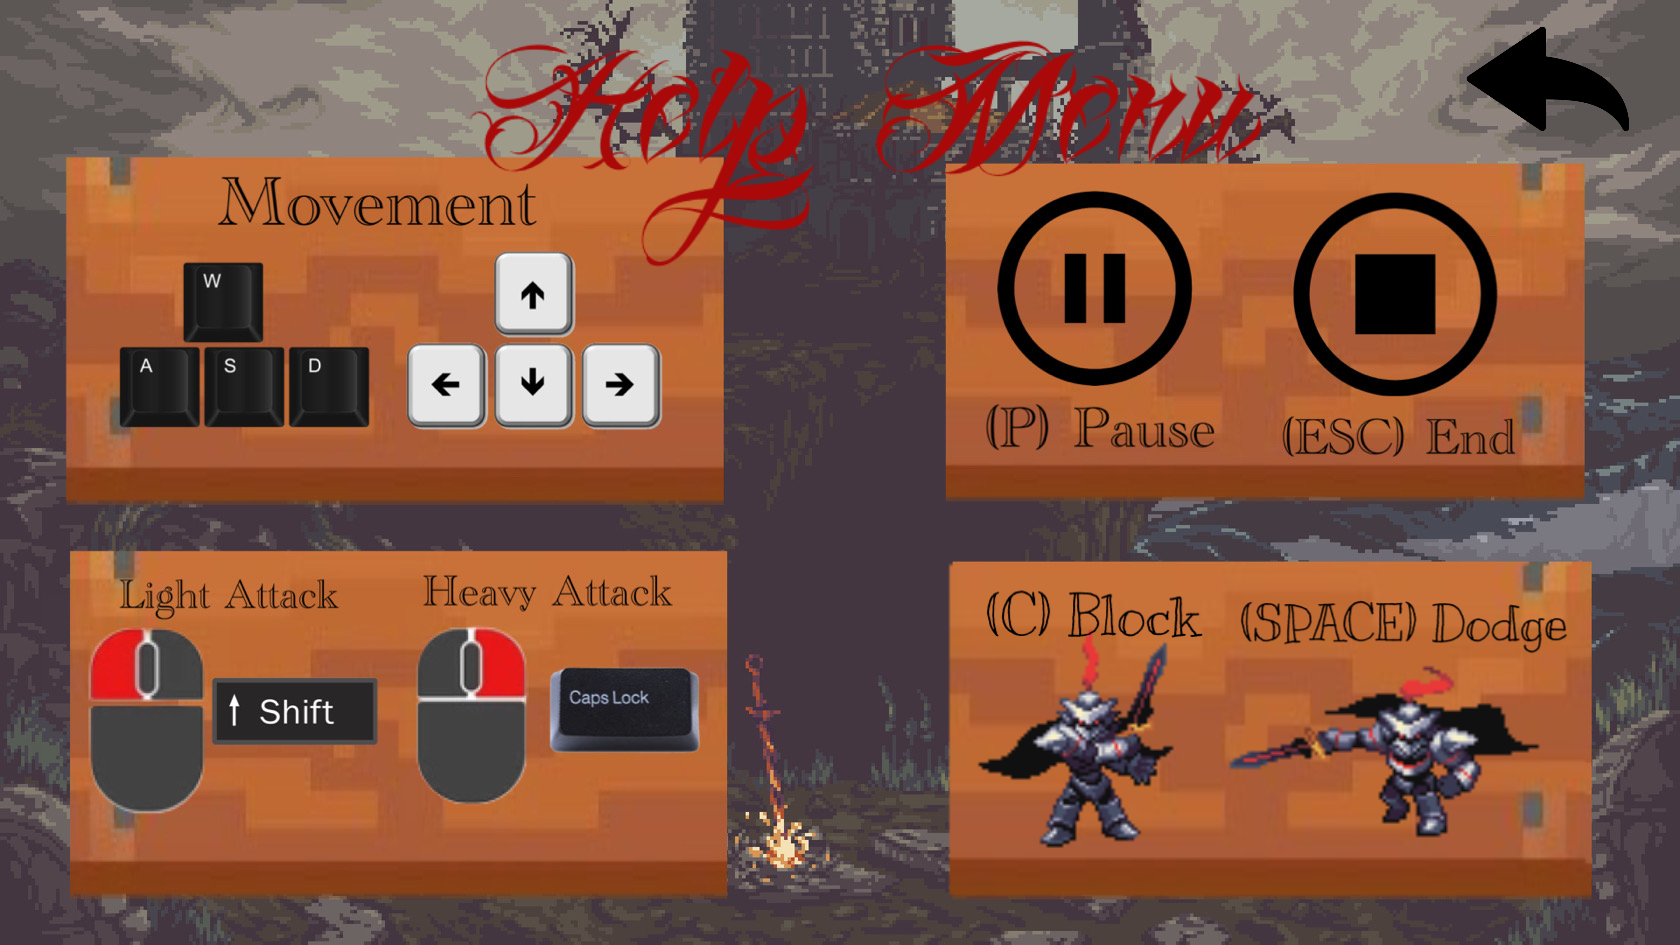 Help Menu
Movement
W
A S D
(P) Pause
(ESC) End
Light Attack
Heavy Attack
Shift
Caps Lock
(C) Block
(SPACE) Dodge